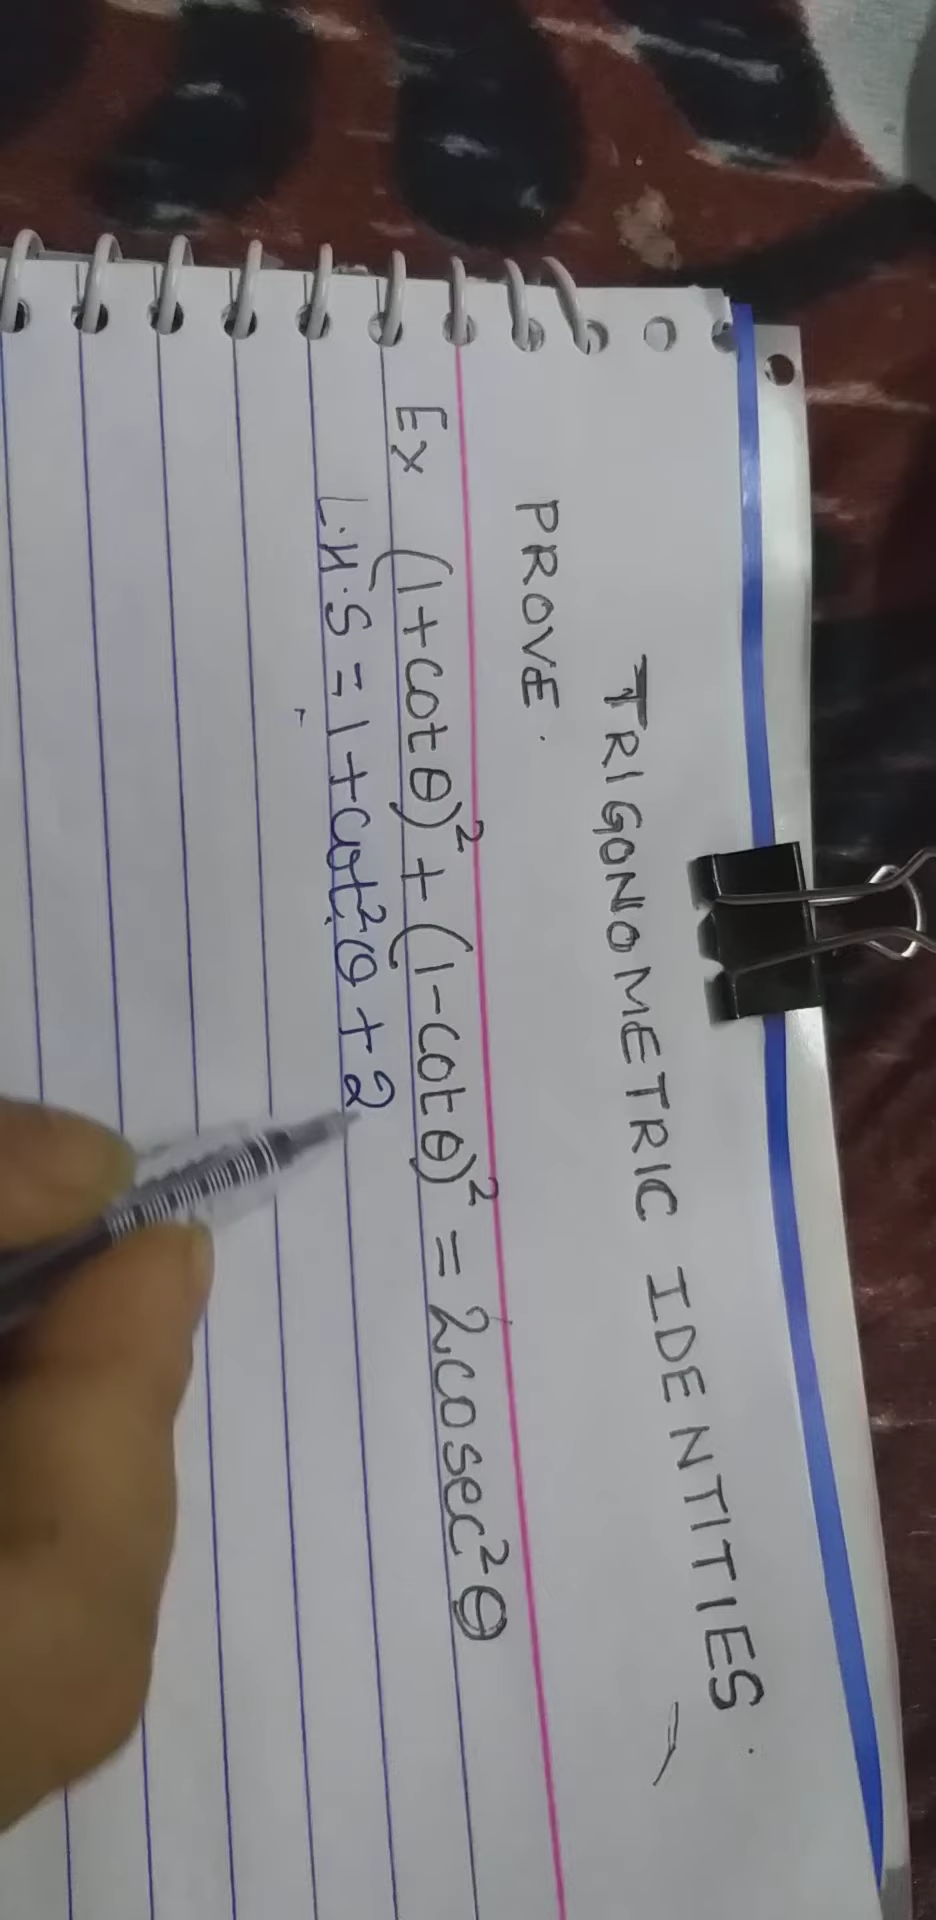 TRIGONOMETRIC IDENTITIES.
PROVE.
Ex (1+cotθ)² + (1-cotθ)² = 2cosec²θ
L.H.S = 1+cot²θ+2